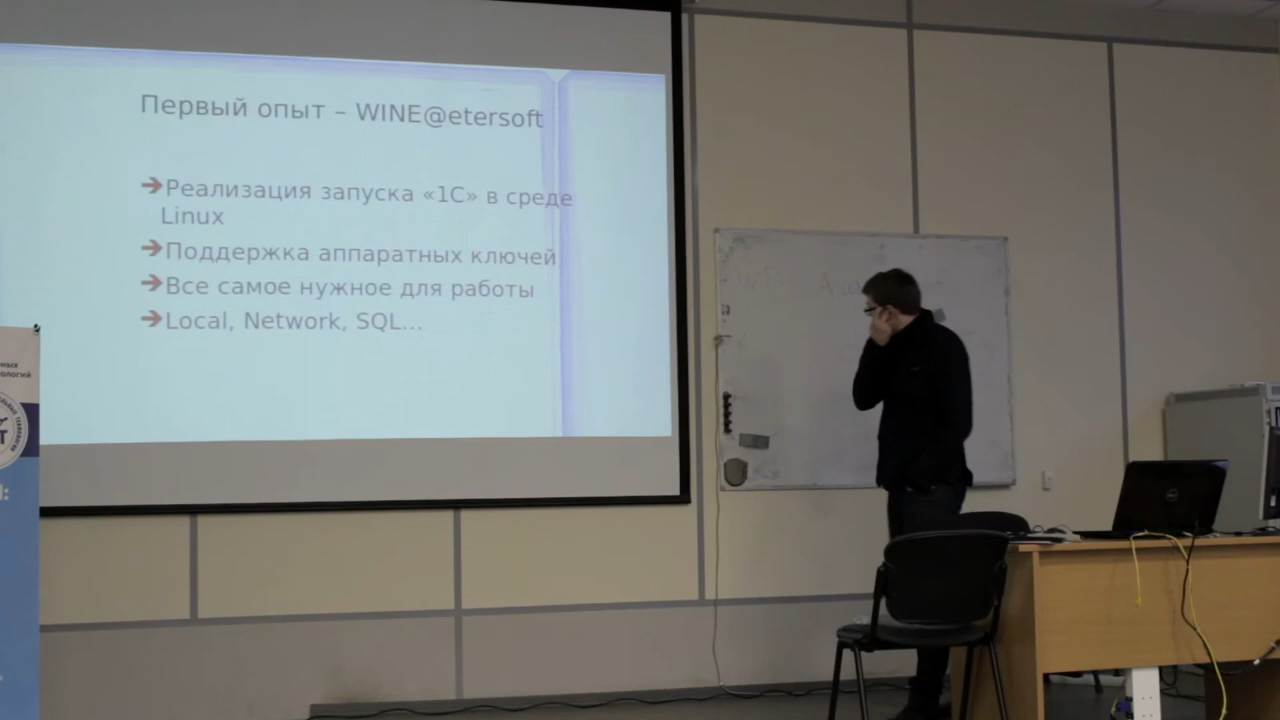 Первый опыт – WINE@etersoft
➔Реализация запуска «1С» в среде
Linux
➔Поддержка аппаратных ключей
➔Все самое нужное для работы
➔Local, Network, SQL...
DELL